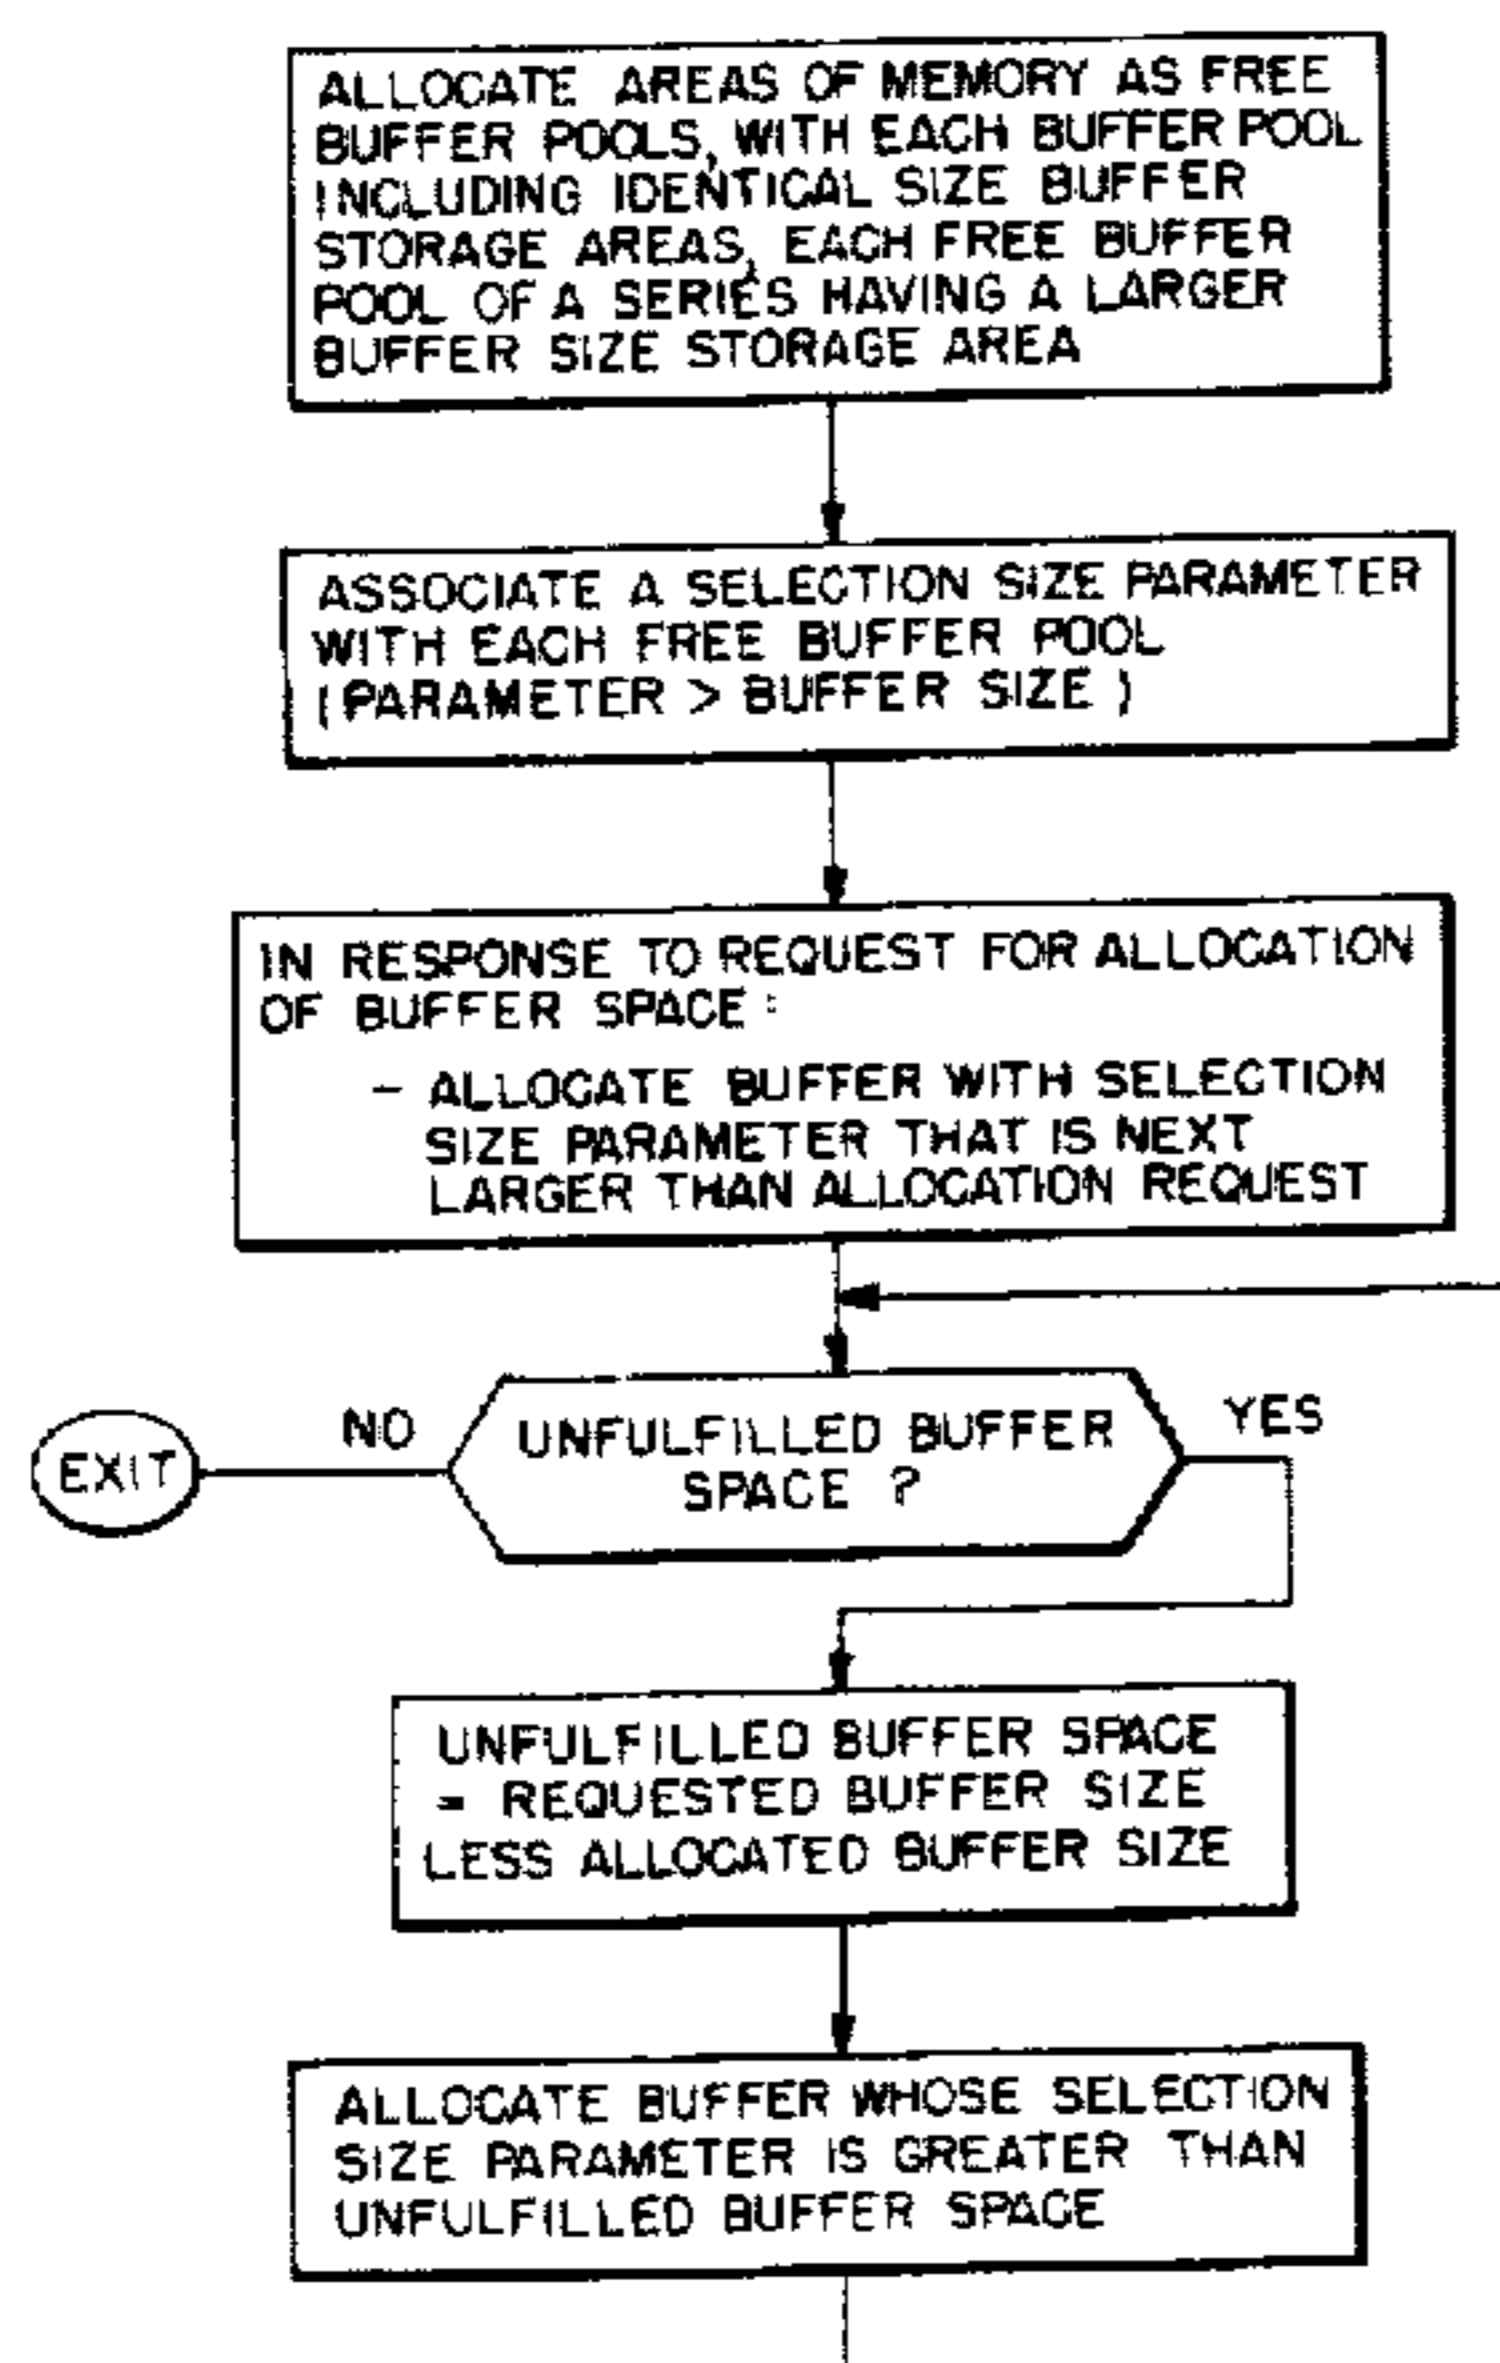 ALLOCATE AREAS OF MEMORY AS FREE
BUFFER POOLS, WITH EACH BUFFER POOL
INCLUDING IDENTICAL SIZE BUFFER
STORAGE AREAS, EACH FREE BUFFER
POOL OF A SERIES HAVING A LARGER
BUFFER SIZE STORAGE AREA
ASSOCIATE A SELECTION SIZE PARAMETER
WITH EACH FREE BUFFER POOL
(PARAMETER > BUFFER SIZE)
IN RESPONSE TO REQUEST FOR ALLOCATION
OF BUFFER SPACE:
- ALLOCATE BUFFER WITH SELECTION
SIZE PARAMETER THAT IS NEXT
LARGER THAN ALLOCATION REQUEST
NO
YES
EXIT
UNFULFILLED BUFFER
SPACE ?
UNFULFILLED BUFFER SPACE
= REQUESTED BUFFER SIZE
LESS ALLOCATED BUFFER SIZE
ALLOCATE BUFFER WHOSE SELECTION
SIZE PARAMETER IS GREATER THAN
UNFULFILLED BUFFER SPACE